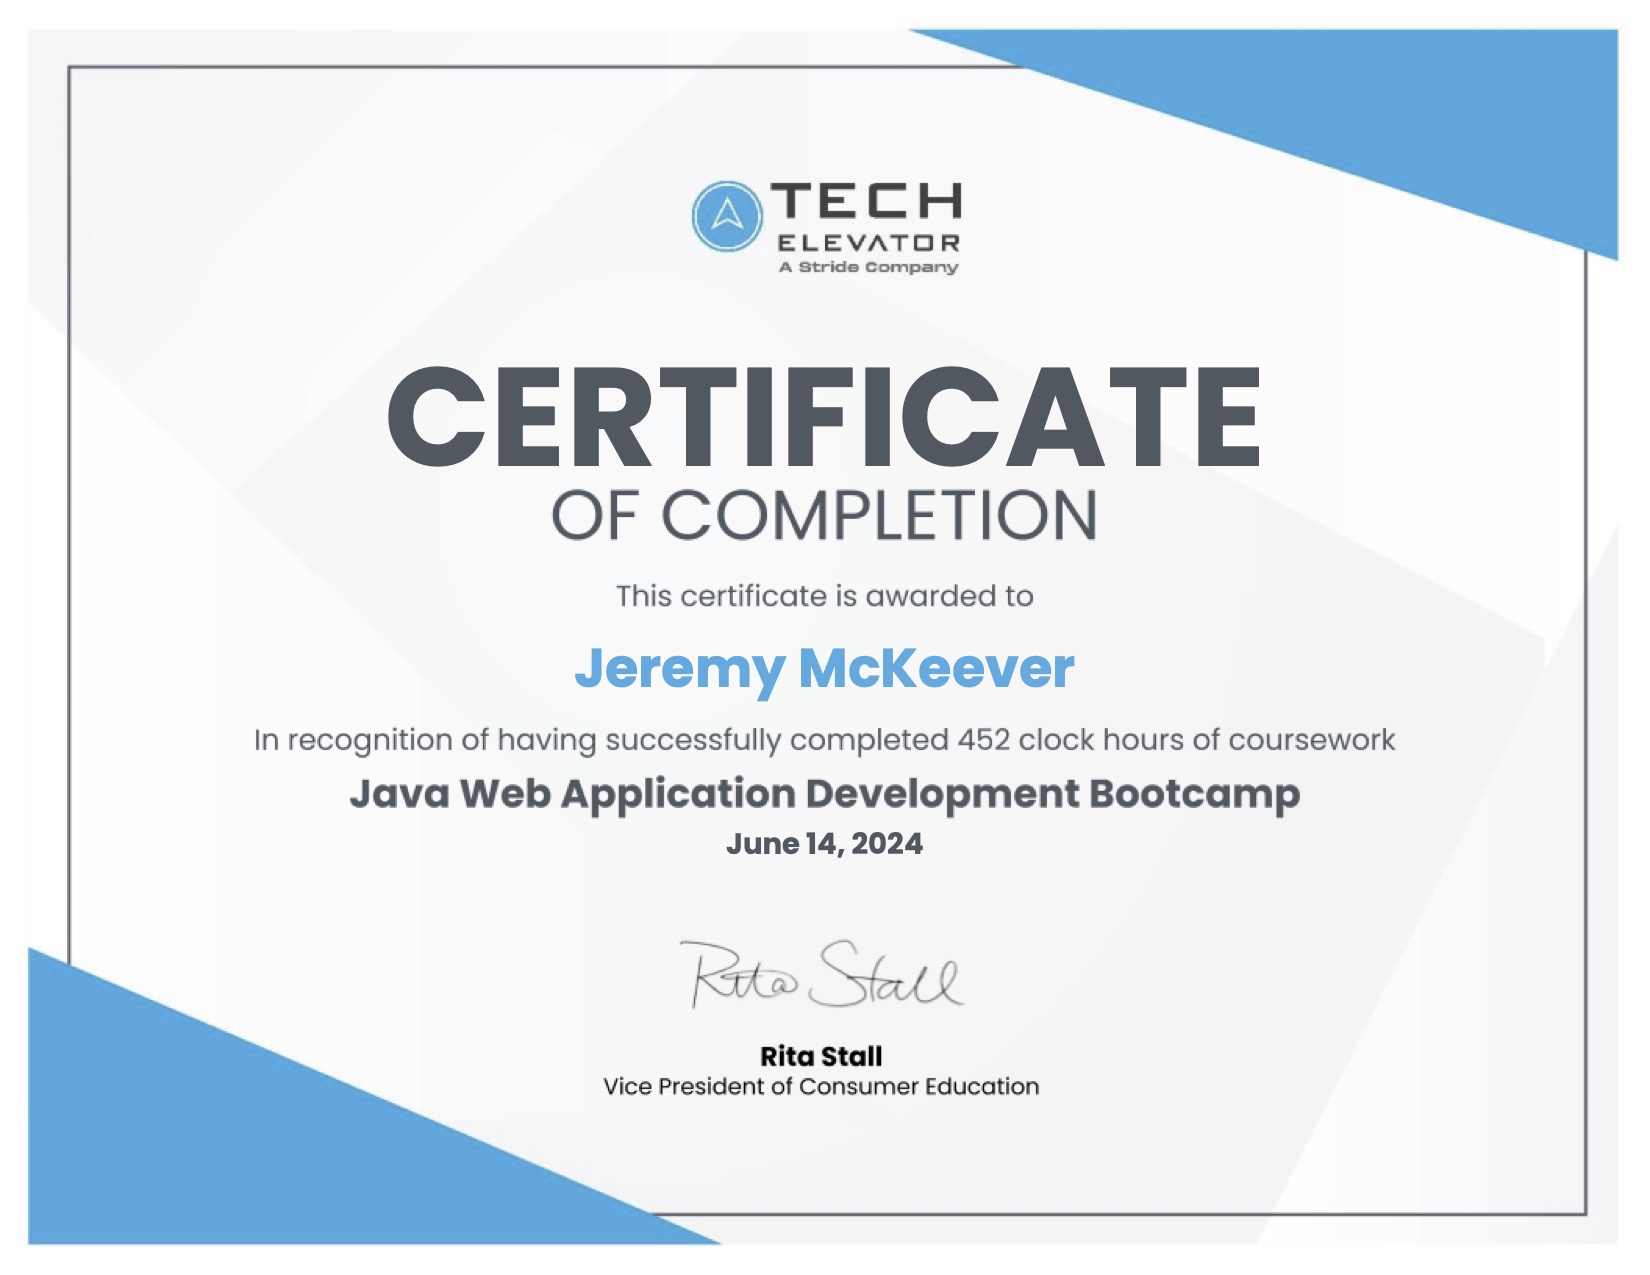 TECH
ELEVATOR
A Stride Company
CERTIFICATE
OF COMPLETION
This certificate is awarded to
Jeremy McKeever
In recognition of having successfully completed 452 clock hours of coursework
Java Web Application Development Bootcamp
June 14, 2024
Rita Stall
Rita Stall
Vice President of Consumer Education